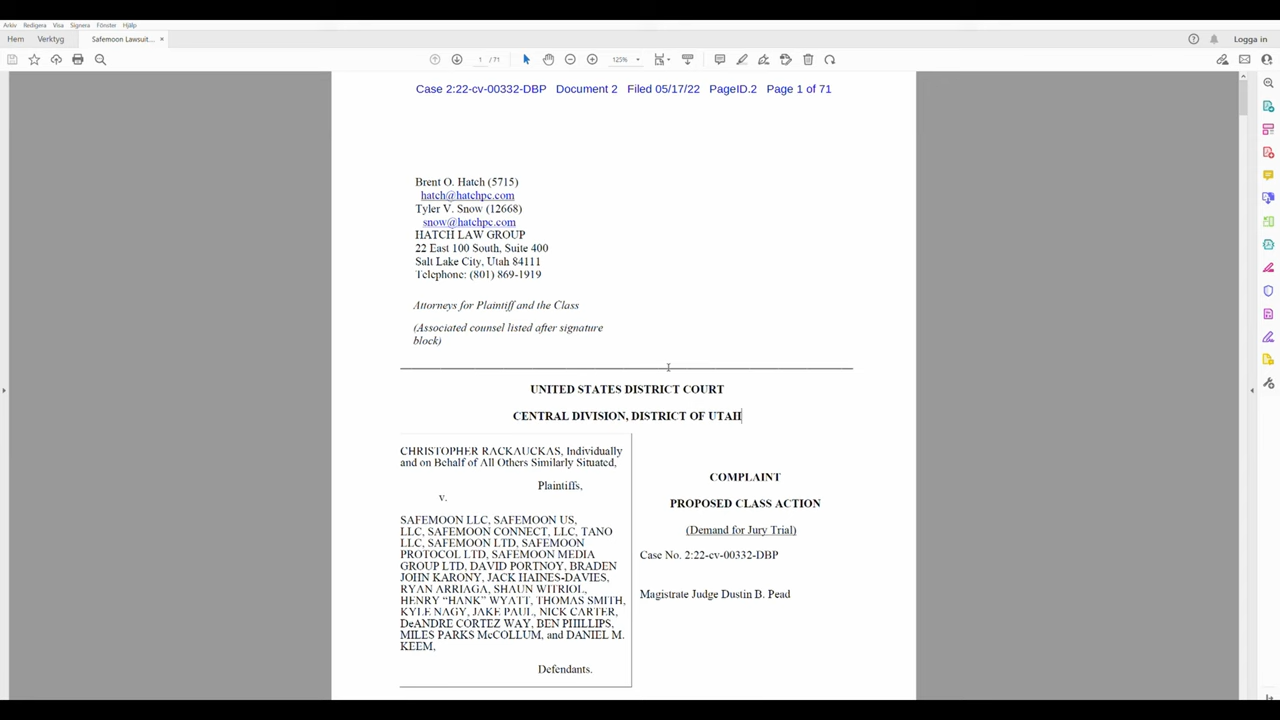 Arkiv Redigera Visa Signera Fönster Hjälp
Hem Verktyg Safemoon Lawsuit... × Logga in
1 / 71 125%
Case 2:22-cv-00332-DBP Document 2 Filed 05/17/22 PageID.2 Page 1 of 71
Brent O. Hatch (5715)
hatch@hatchpc.com
Tyler V. Snow (12668)
snow@hatchpc.com
HATCH LAW GROUP
22 East 100 South, Suite 400
Salt Lake City, Utah 84111
Telephone: (801) 869-1919
Attorneys for Plaintiff and the Class
(Associated counsel listed after signature
block)
UNITED STATES DISTRICT COURT
CENTRAL DIVISION, DISTRICT OF UTAH
CHRISTOPHER RACKAUCKAS, Individually
and on Behalf of All Others Similarly Situated,
Plaintiffs,
v.
SAFEMOON LLC, SAFEMOON US,
LLC, SAFEMOON CONNECT, LLC, TANO
LLC, SAFEMOON LTD, SAFEMOON
PROTOCOL LTD, SAFEMOON MEDIA
GROUP LTD, DAVID PORTNOY, BRADEN
JOHN KARONY, JACK HAINES-DAVIES,
RYAN ARRIAGA, SHAUN WITRIOL,
HENRY “HANK” WYATT, THOMAS SMITH,
KYLE NAGY, JAKE PAUL, NICK CARTER,
DeANDRE CORTEZ WAY, BEN PHILLIPS,
MILES PARKS McCOLLUM, and DANIEL M.
KEEM,
Defendants.
COMPLAINT
PROPOSED CLASS ACTION
(Demand for Jury Trial)
Case No. 2:22-cv-00332-DBP
Magistrate Judge Dustin B. Pead